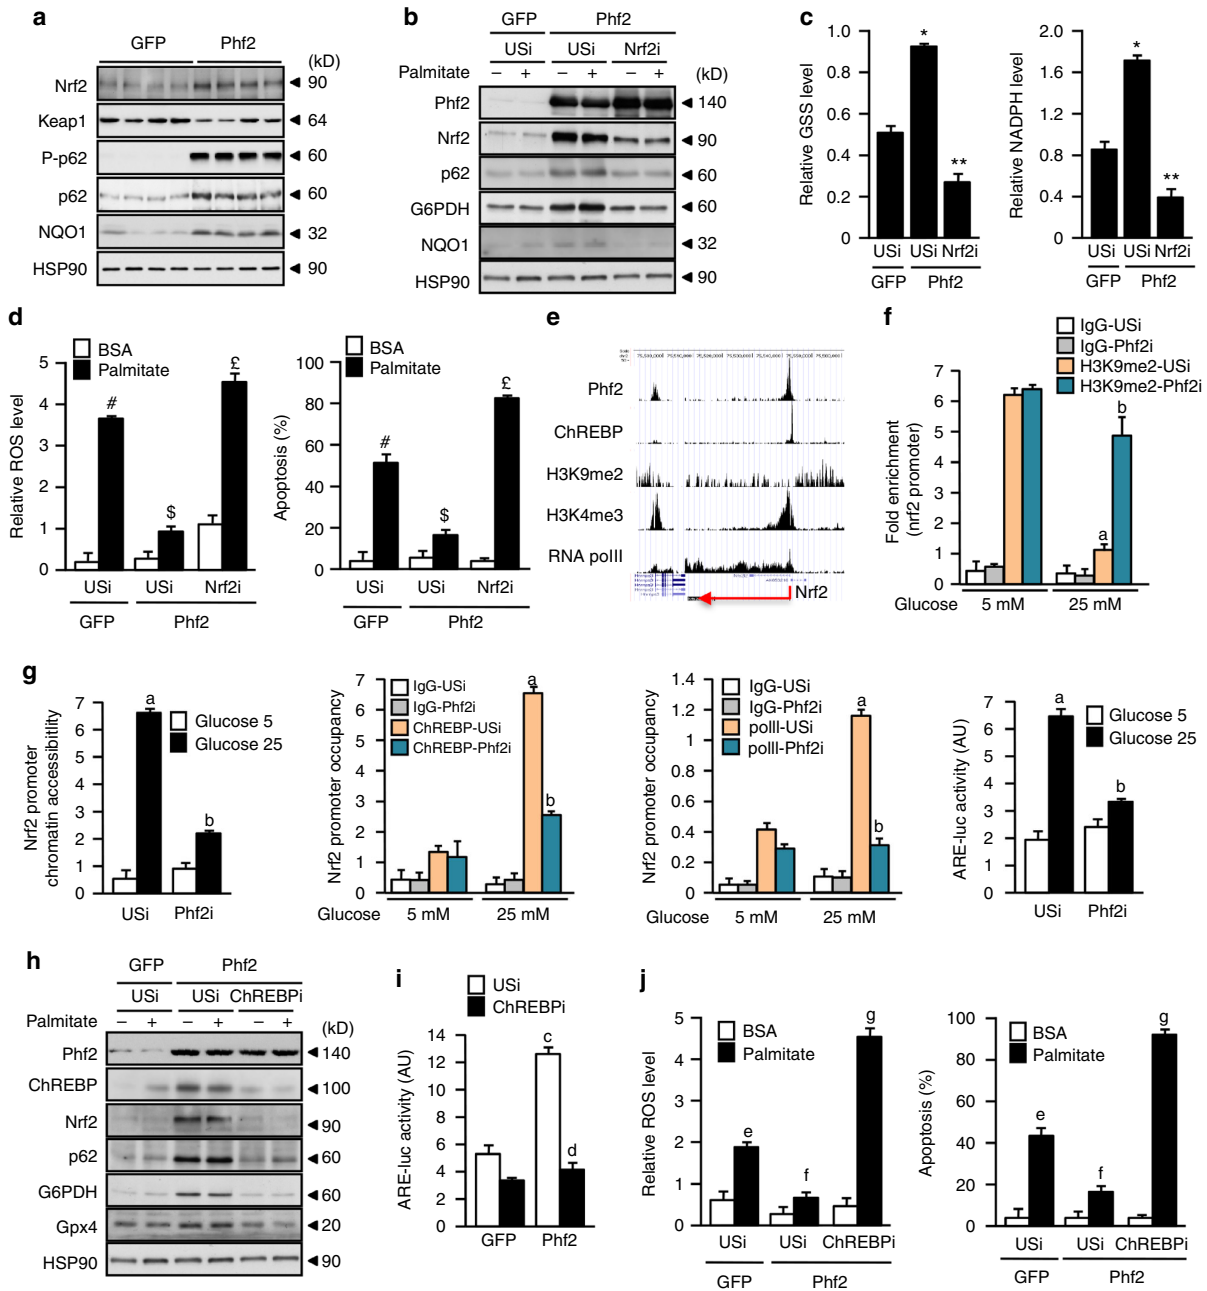 a
GFP Phf2
(kD)
Nrf2 90
Keap1 64
P-p62 60
p62 60
NQO1 32
HSP90 90
b
GFP Phf2
USi USi Nrf2i
Palmitate – + – + – + (kD)
Phf2 140
Nrf2 90
p62 60
G6PDH 60
NQO1 32
HSP90 90
c
Relative GSS level
1.0
0.8
0.6
0.4
0.2
0
*
**
USi USi Nrf2i
GFP Phf2
Relative NADPH level
2.0
1.6
1.2
0.8
0.4
0
*
**
USi USi Nrf2i
GFP Phf2
d
BSA
Palmitate
Relative ROS level
5
4
3
2
1
0
#
$
£
USi USi Nrf2i
GFP Phf2
BSA
Palmitate
Apoptosis (%)
100
80
60
40
20
0
#
$
£
USi USi Nrf2i
GFP Phf2
e
Phf2
ChREBP
H3K9me2
H3K4me3
RNA polII
Nrf2
f
IgG-USi
IgG-Phf2i
H3K9me2-USi
H3K9me2-Phf2i
Fold enrichment
(nrf2 promoter)
7
6
5
4
3
2
1
0
a
b
Glucose 5 mM 25 mM
g
Nrf2 promoter
chromatin accessibitlity
7
6
5
4
3
2
1
0
a
b
Glucose 5
Glucose 25
USi Phf2i
Nrf2 promoter occupancy
7
6
5
4
3
2
1
0
IgG-USi
IgG-Phf2i
ChREBP-USi
ChREBP-Phf2i
a
b
Glucose 5 mM 25 mM
Nrf2 promoter occupancy
1.4
1.2
1
0.8
0.6
0.4
0.2
0
IgG-USi
IgG-Phf2i
polII-USi
polII-Phf2i
a
b
Glucose 5 mM 25 mM
ARE-luc activity (AU)
7
6
5
4
3
2
1
0
a
b
Glucose 5
Glucose 25
USi Phf2i
h
GFP Phf2
USi USi ChREBPi
Palmitate – + – + – + (kD)
Phf2 140
ChREBP 100
Nrf2 90
p62 60
G6PDH 60
Gpx4 20
HSP90 90
i
USi
ChREBPi
ARE-luc activity (AU)
14
12
10
8
6
4
2
0
c
d
GFP Phf2
j
BSA
Palmitate
Relative ROS level
5
4
3
2
1
0
e
f
g
USi USi ChREBPi
GFP Phf2
BSA
Palmitate
Apoptosis (%)
100
80
60
40
20
0
e
f
g
USi USi ChREBPi
GFP Phf2